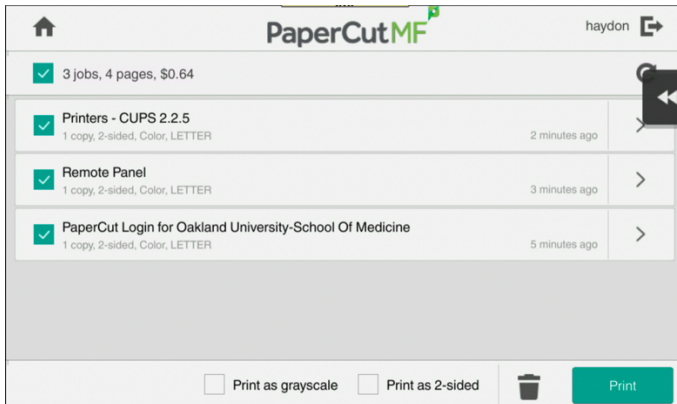 PaperCutMF
haydon
3 jobs, 4 pages, $0.64
Printers - CUPS 2.2.5
1 copy, 2-sided, Color, LETTER
2 minutes ago
Remote Panel
1 copy, 2-sided, Color, LETTER
3 minutes ago
PaperCut Login for Oakland University-School Of Medicine
1 copy, 2-sided, Color, LETTER
5 minutes ago
Print as grayscale
Print as 2-sided
Print